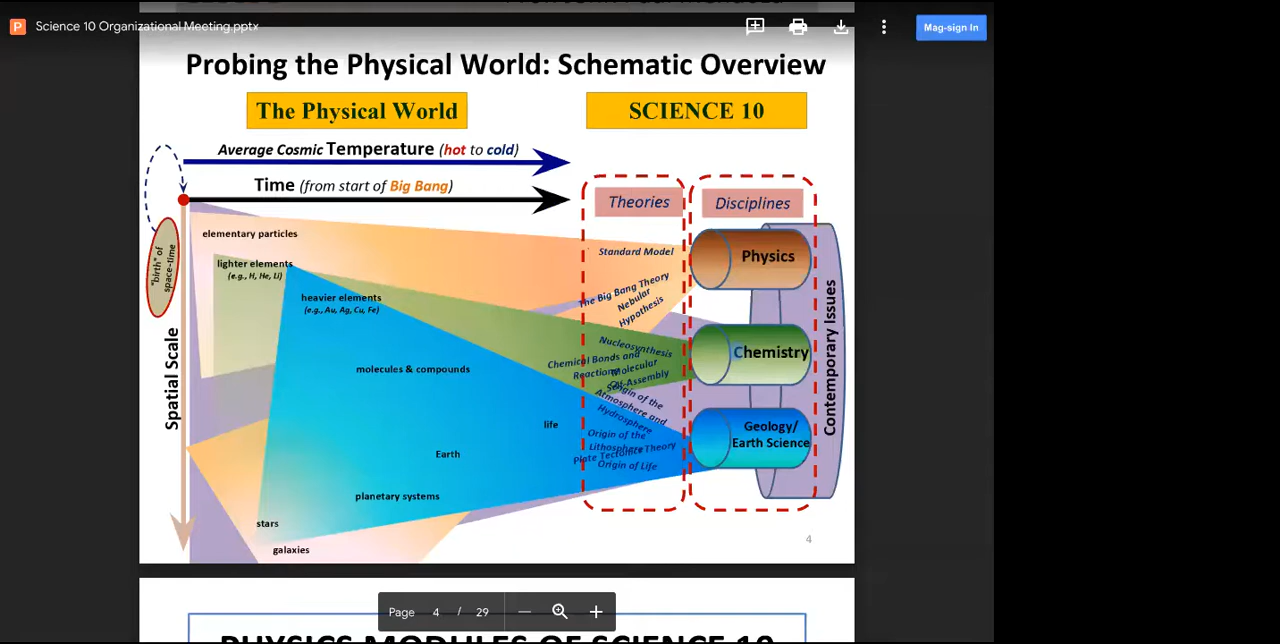 Science 10 Organizational Meeting.pptx
Mag-sign In
Probing the Physical World: Schematic Overview
The Physical World
SCIENCE 10
Average Cosmic Temperature (hot to cold)
Time (from start of Big Bang)
Theories
Disciplines
"birth" of
space-time
Spatial Scale
elementary particles
lighter elements
(e.g., H, He, Li)
heavier elements
(e.g., Au, Ag, Cu, Fe)
molecules & compounds
life
Earth
planetary systems
stars
galaxies
Standard Model
The Big Bang Theory
Nebular
Hypothesis
Nucleosynthesis
Chemical Bonds and
Reactions
Molecular
Self-Assembly
Origin of the
Atmosphere and
Hydrosphere
Origin of the
Lithosphere
Plate Tectonics Theory
Origin of Life
Physics
Chemistry
Geology/
Earth Science
Contemporary Issues
4
Page 4 / 29
PHYSICS MODULES OF SCIENCE 10